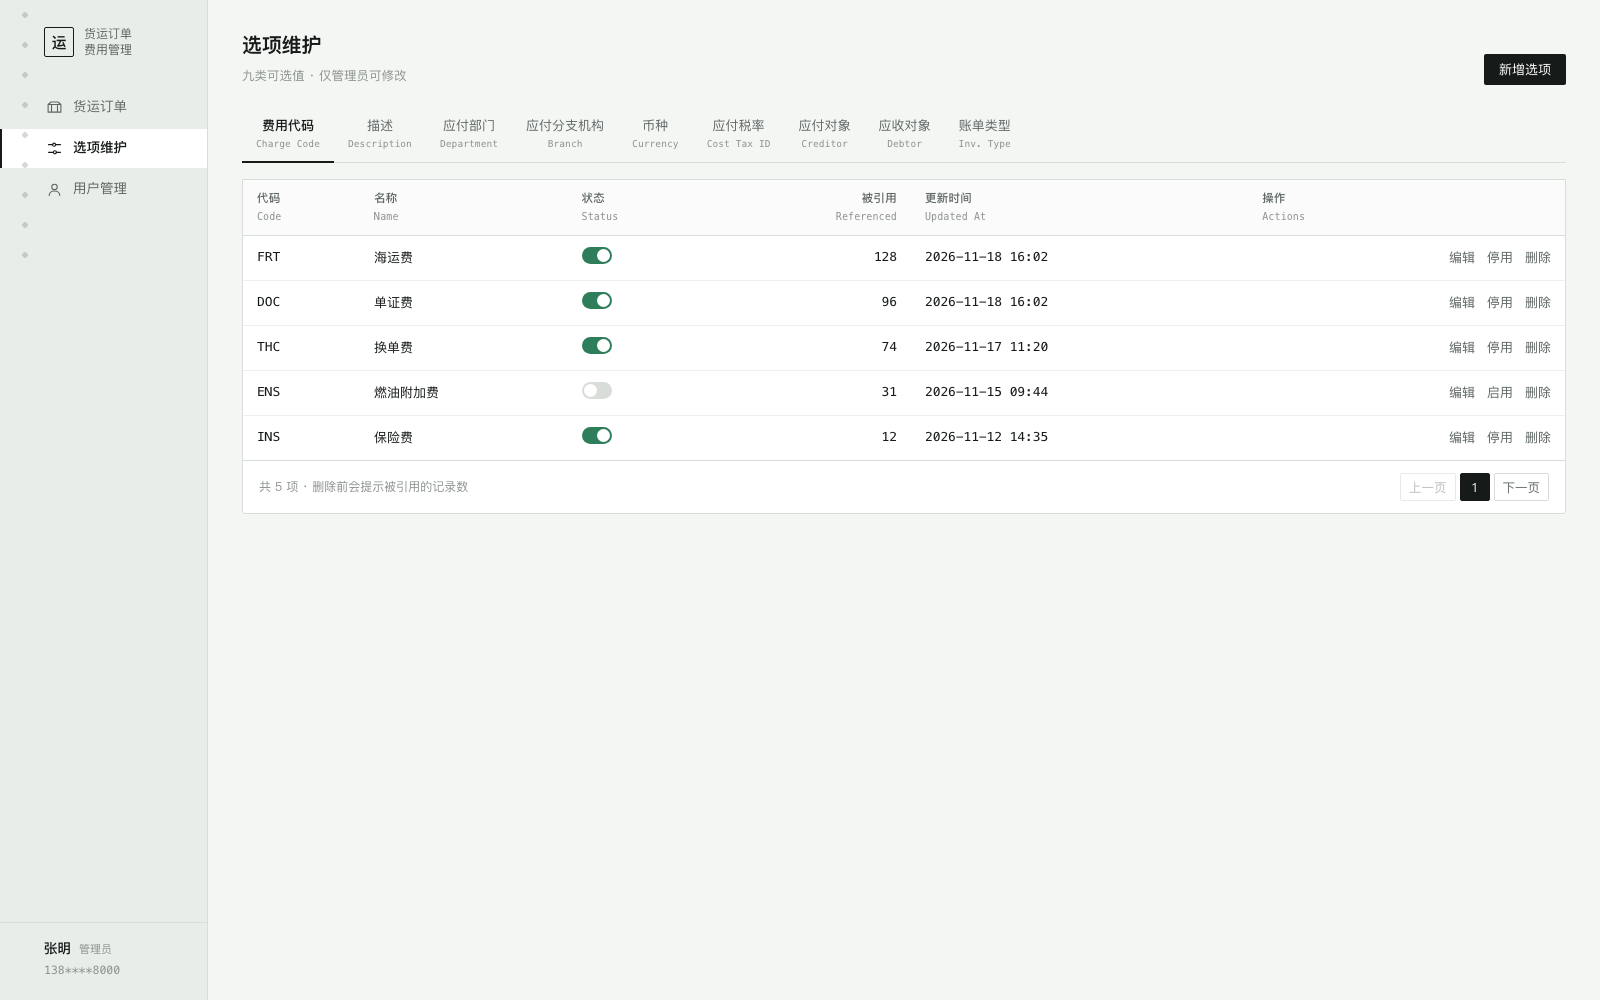 运
货运订单
费用管理
货运订单
选项维护
用户管理
张明 管理员
138****8000
选项维护
九类可选值 · 仅管理员可修改
新增选项
费用代码 描述 应付部门 应付分支机构 币种 应付税率 应付对象 应收对象 账单类型
Charge Code Description Department Branch Currency Cost Tax ID Creditor Debtor Inv. Type
代码 名称 状态 被引用 更新时间 操作
Code Name Status Referenced Updated At Actions
FRT 海运费 128 2026-11-18 16:02 编辑 停用 删除
DOC 单证费 96 2026-11-18 16:02 编辑 停用 删除
THC 换单费 74 2026-11-17 11:20 编辑 停用 删除
ENS 燃油附加费 31 2026-11-15 09:44 编辑 启用 删除
INS 保险费 12 2026-11-12 14:35 编辑 停用 删除
共 5 项 · 删除前会提示被引用的记录数
上一页 1 下一页